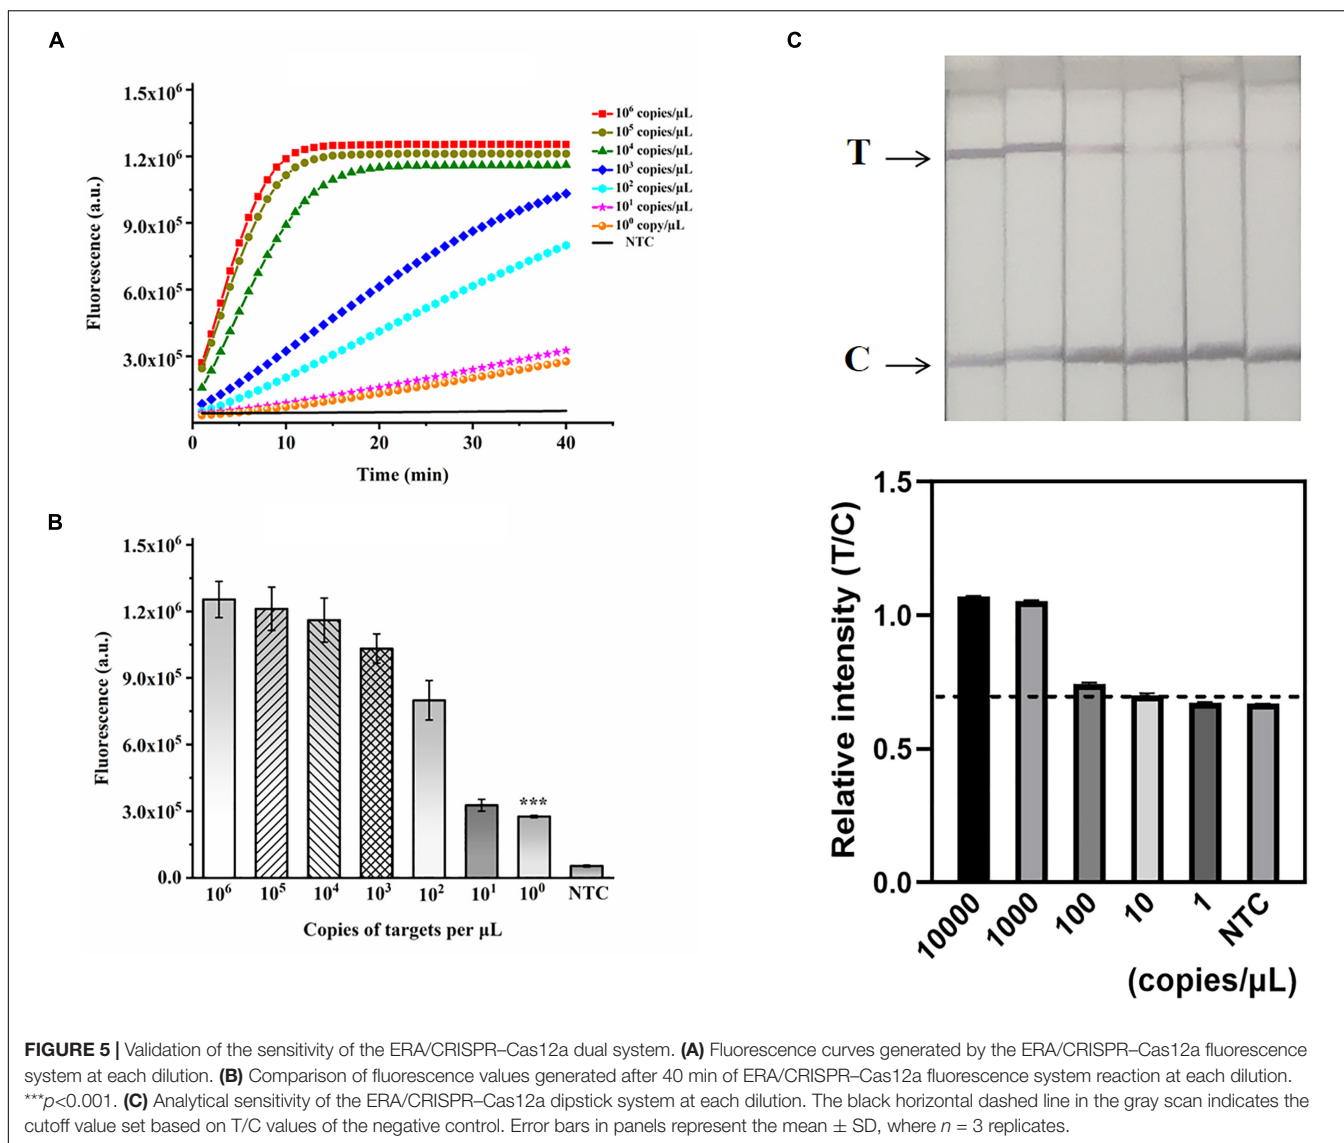 A
1.5x10⁶
1.2x10⁶
9.0x10⁵
6.0x10⁵
3.0x10⁵
Fluorescence (a.u.)
0 10 20 30 40
Time (min)
10⁶ copies/µL
10⁵ copies/µL
10⁴ copies/µL
10³ copies/µL
10² copies/µL
10¹ copies/µL
10⁰ copy/µL
NTC
B
1.5x10⁶
1.2x10⁶
9.0x10⁵
6.0x10⁵
3.0x10⁵
0.0
Fluorescence (a.u.)
***
10⁶ 10⁵ 10⁴ 10³ 10² 10¹ 10⁰ NTC
Copies of targets per µL
C
T
C
1.5
1.0
0.5
0.0
Relative intensity (T/C)
10000 1000 100 10 1 NTC
(copies/µL)
FIGURE 5 | Validation of the sensitivity of the ERA/CRISPR–Cas12a dual system. (A) Fluorescence curves generated by the ERA/CRISPR–Cas12a fluorescence
system at each dilution. (B) Comparison of fluorescence values generated after 40 min of ERA/CRISPR–Cas12a fluorescence system reaction at each dilution.
***p<0.001. (C) Analytical sensitivity of the ERA/CRISPR–Cas12a dipstick system at each dilution. The black horizontal dashed line in the gray scan indicates the
cutoff value set based on T/C values of the negative control. Error bars in panels represent the mean ± SD, where n = 3 replicates.